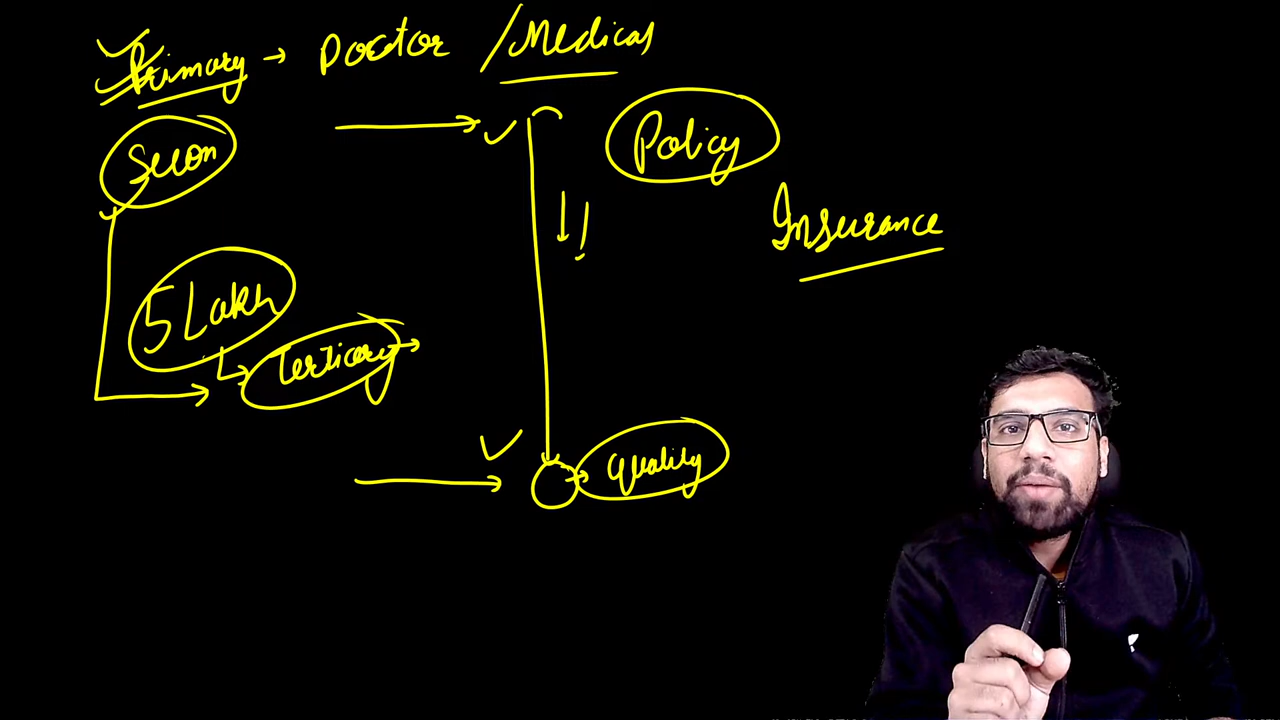 Primary → Doctor / Medical
Secon
Policy
Insurance
5 Lakh
Tertiary →
Quality